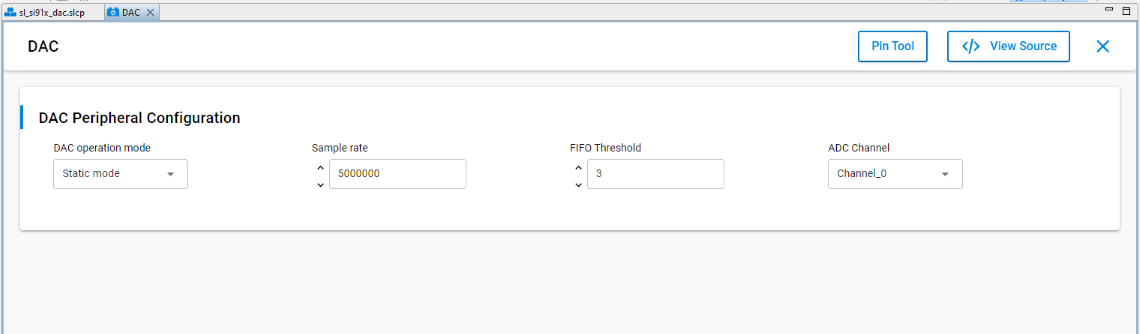 sl_si91x_dac.slcp DAC
DAC Pin Tool </> View Source
DAC Peripheral Configuration
DAC operation mode Sample rate FIFO Threshold ADC Channel
Static mode 5000000 3 Channel_0